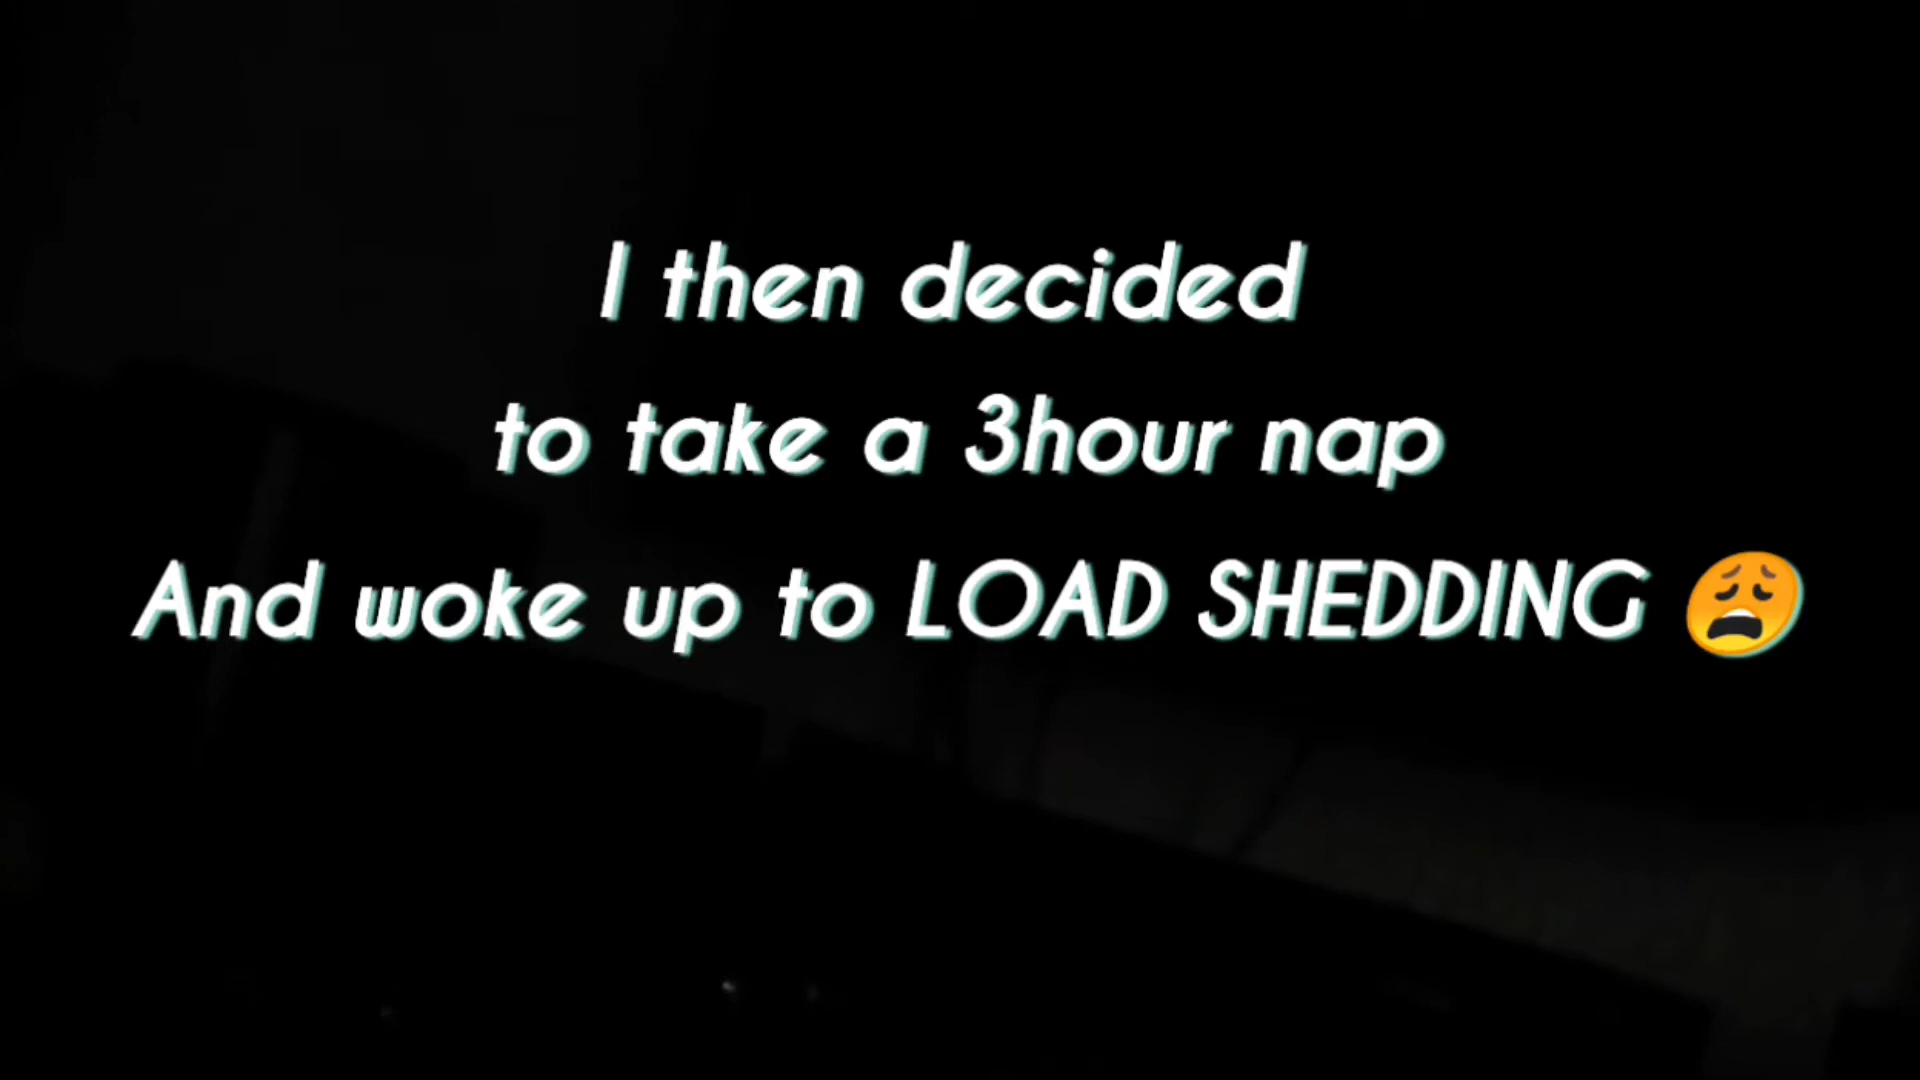 I then decided
to take a 3hour nap
And woke up to LOAD SHEDDING 😩